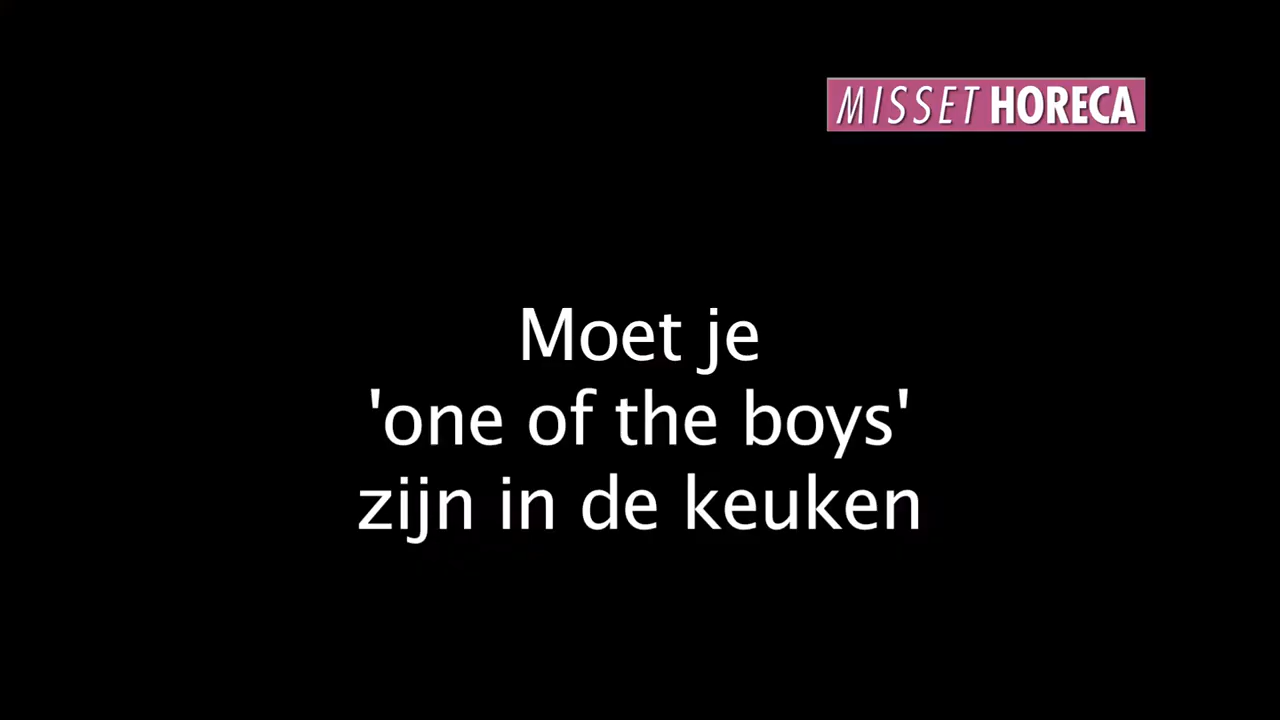 MISSET HORECA
Moet je
'one of the boys'
zijn in de keuken